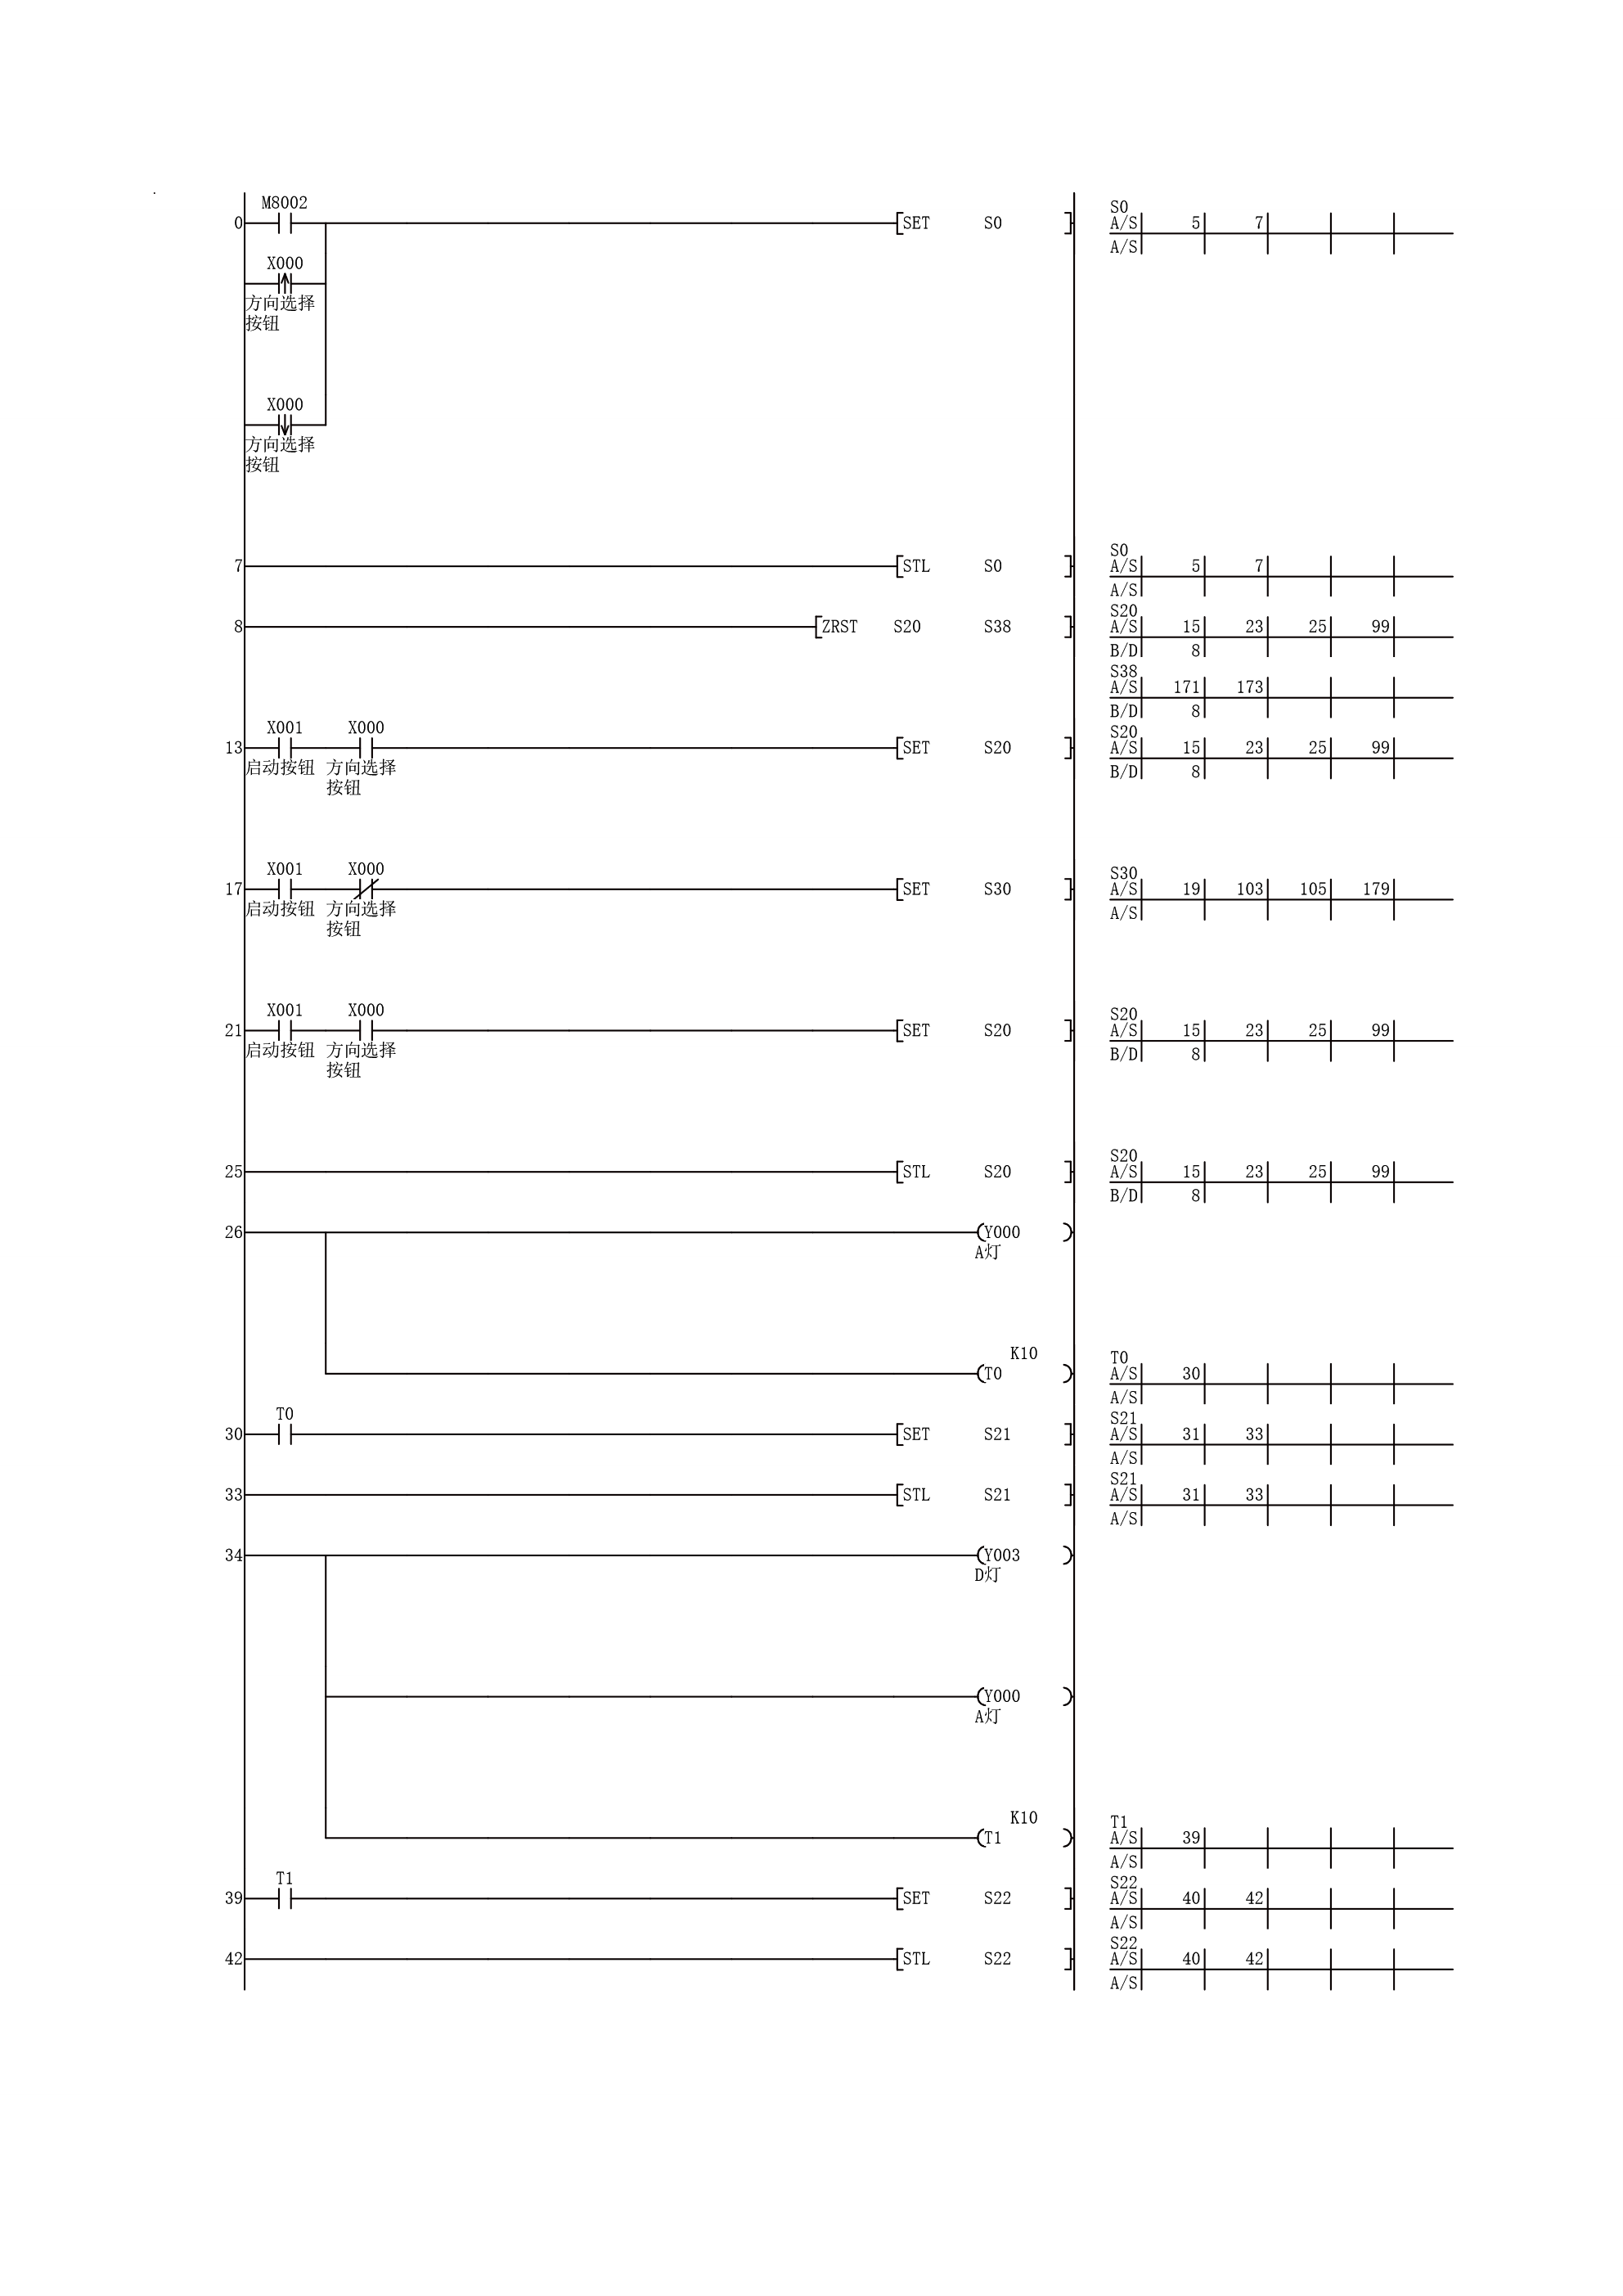 M8002
0 SET S0
S0
A/S 5 7
A/S
X000
方向选择
按钮
X000
方向选择
按钮
7 STL S0
S0
A/S 5 7
A/S
8 ZRST S20 S38
S20
A/S 15 23 25 99
B/D 8
S38
A/S 171 173
B/D 8
X001 X000
13 SET S20
启动按钮 方向选择
按钮
S20
A/S 15 23 25 99
B/D 8
X001 X000
17 SET S30
启动按钮 方向选择
按钮
S30
A/S 19 103 105 179
A/S
X001 X000
21 SET S20
启动按钮 方向选择
按钮
S20
A/S 15 23 25 99
B/D 8
25 STL S20
S20
A/S 15 23 25 99
B/D 8
26 Y000
A灯
K10
T0
T0
A/S 30
A/S
T0
30 SET S21
S21
A/S 31 33
A/S
33 STL S21
S21
A/S 31 33
A/S
34 Y003
D灯
Y000
A灯
K10
T1
T1
A/S 39
A/S
T1
39 SET S22
S22
A/S 40 42
A/S
42 STL S22
S22
A/S 40 42
A/S